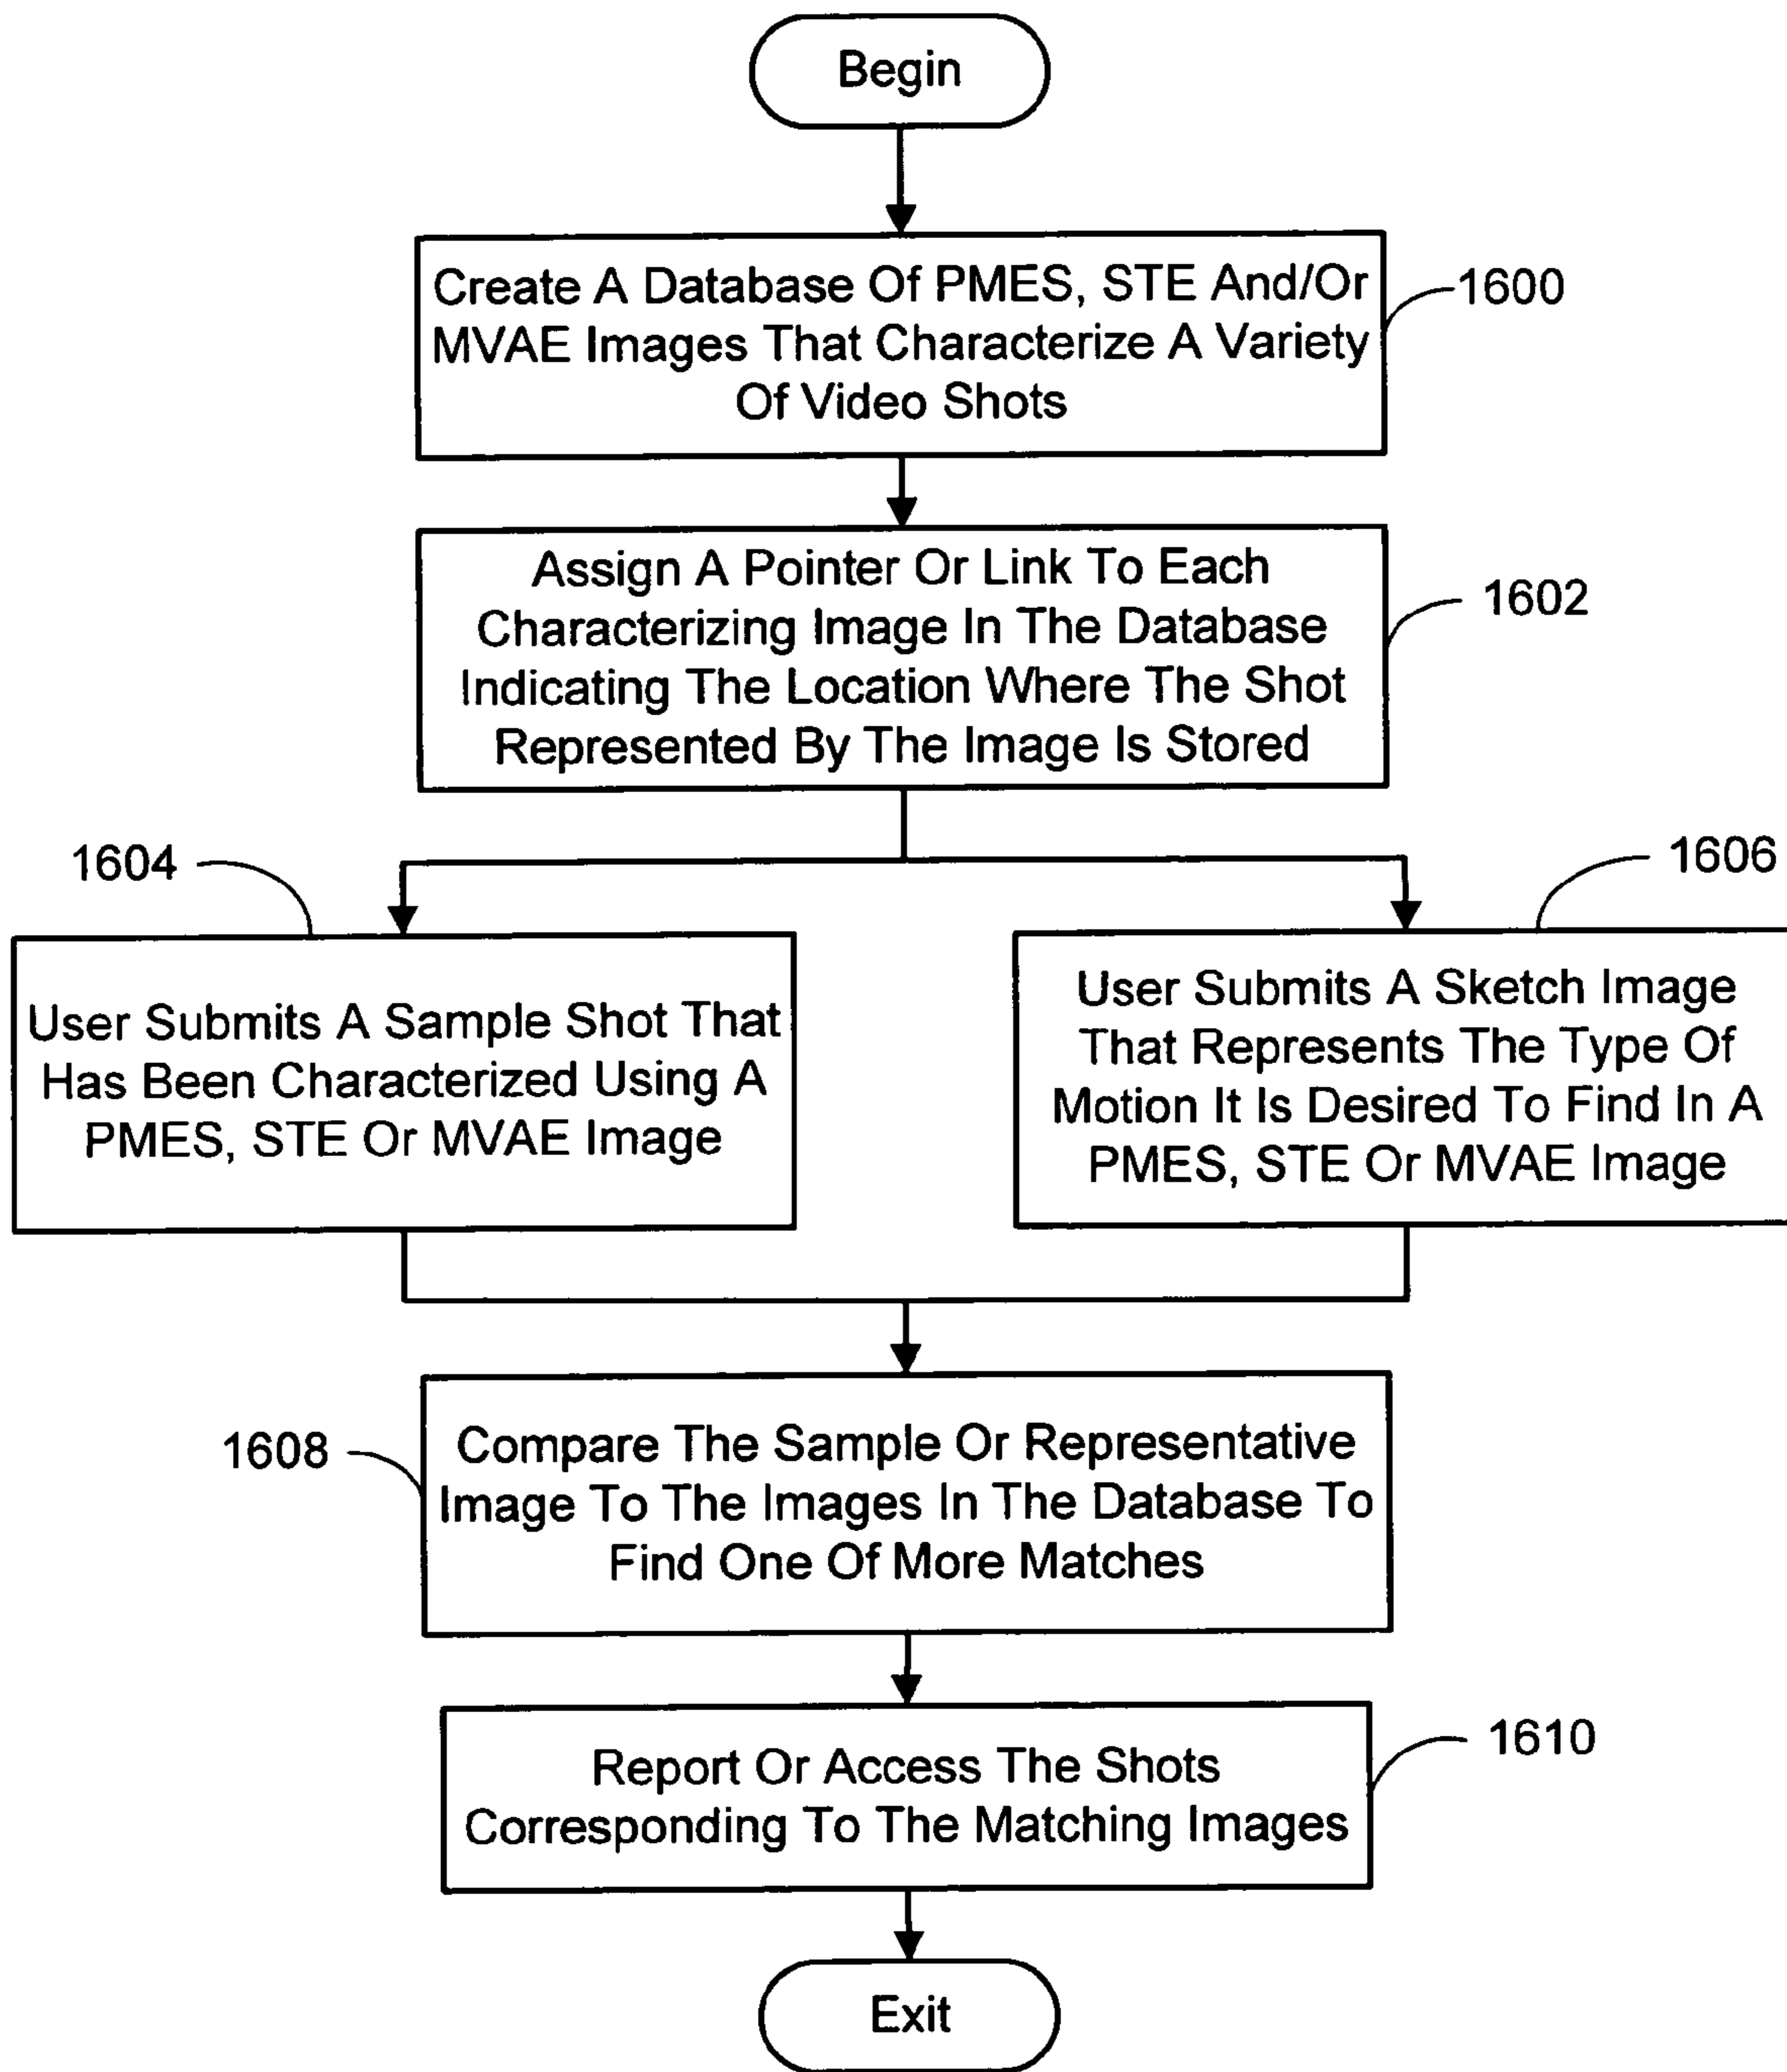 Begin
Create A Database Of PMES, STE And/Or
MVAE Images That Characterize A Variety
Of Video Shots
1600
Assign A Pointer Or Link To Each
Characterizing Image In The Database
Indicating The Location Where The Shot
Represented By The Image Is Stored
1602
1604
User Submits A Sample Shot That
Has Been Characterized Using A
PMES, STE Or MVAE Image
1606
User Submits A Sketch Image
That Represents The Type Of
Motion It Is Desired To Find In A
PMES, STE Or MVAE Image
1608
Compare The Sample Or Representative
Image To The Images In The Database To
Find One Of More Matches
Report Or Access The Shots
Corresponding To The Matching Images
1610
Exit